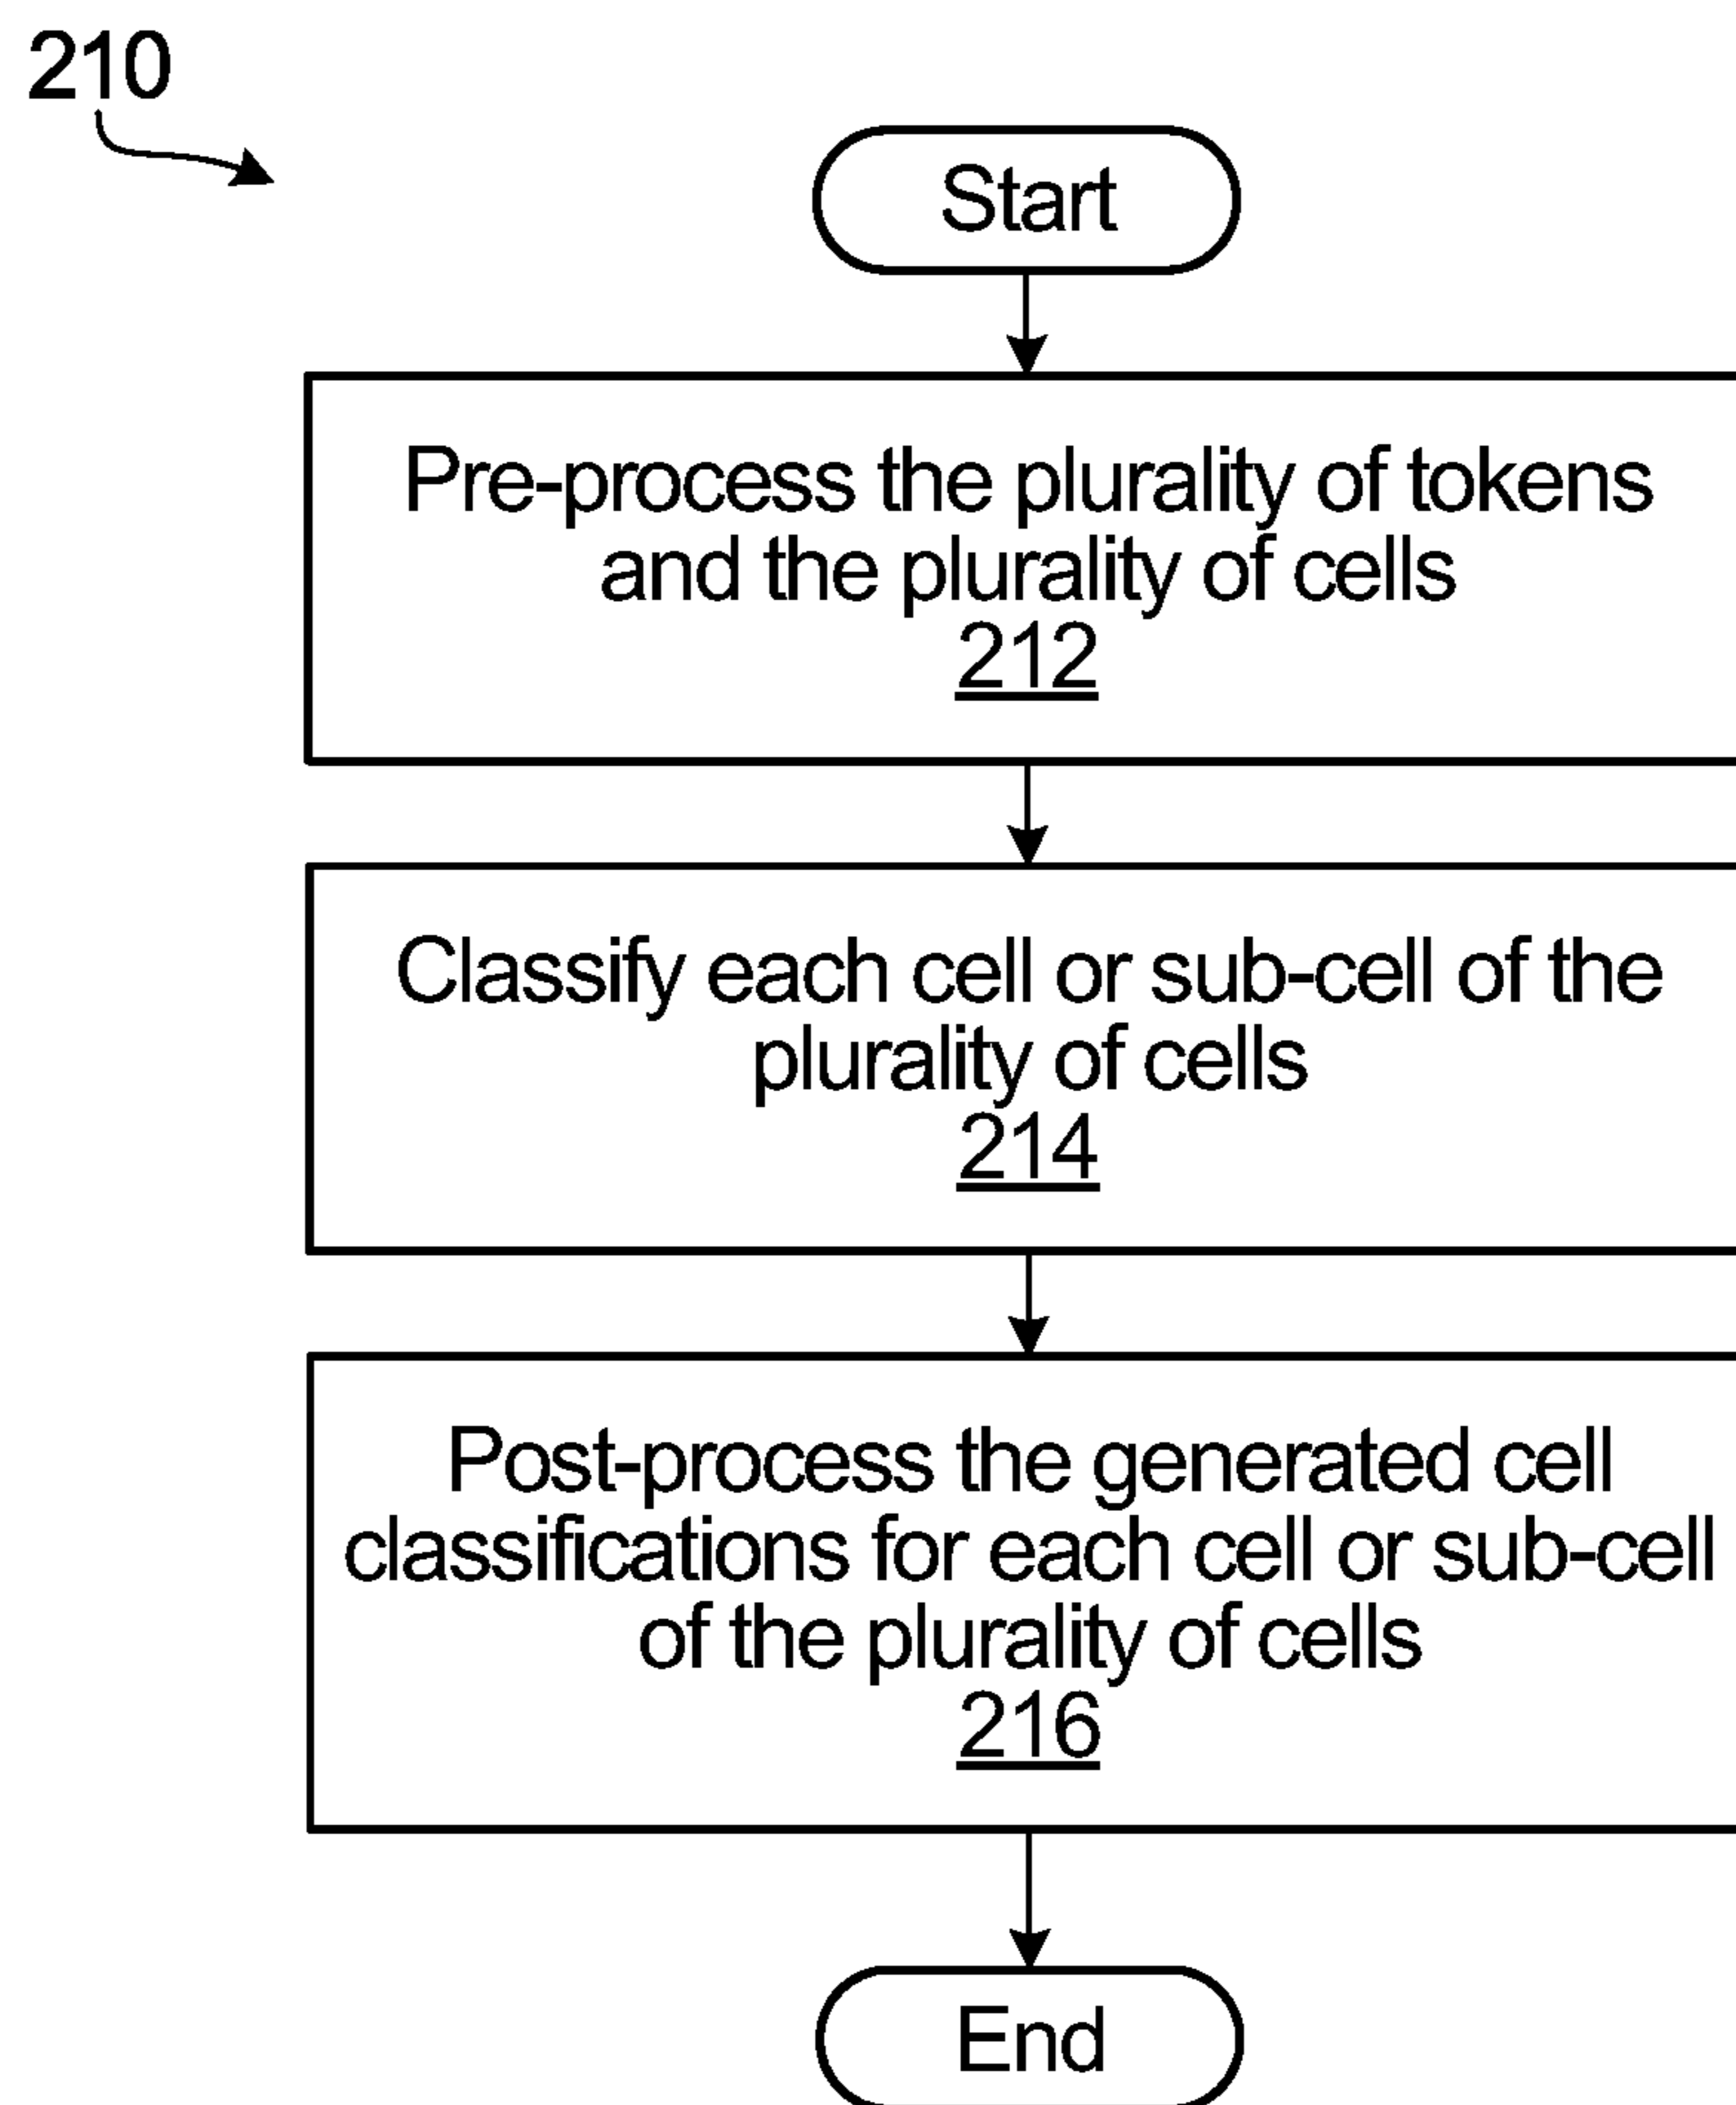 210
Start
Pre-process the plurality of tokens
and the plurality of cells
212
Classify each cell or sub-cell of the
plurality of cells
214
Post-process the generated cell
classifications for each cell or sub-cell
of the plurality of cells
216
End